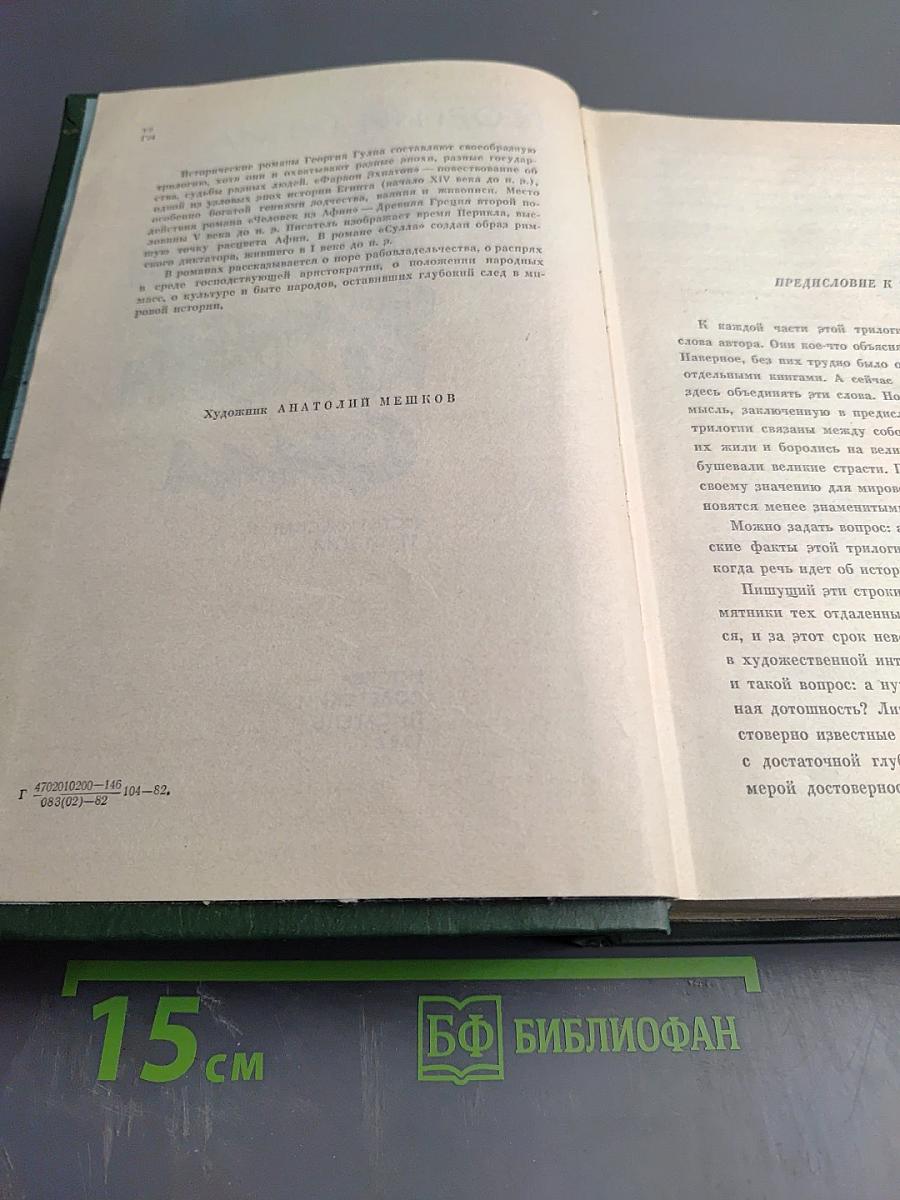 Исторические романы Георгия Гулиа составляют своеобразную
трилогию, хотя они и охватывают разные эпохи, разные государ-
ства, судьбы разных людей. «Фараон Эхнатон» — повествование об
одной из узловых эпох истории Египта (начало XIV века до н. э.),
особенно богатой гениями зодчества, ваяния и живописи. Место
действия романа «Человек из Афин» — Древняя Греция второй по-
ловины V века до н. э. Писатель изображает время Перикла, выс-
шую точку расцвета Афин. В романе «Сулла» создан образ рим-
ского диктатора, жившего в I веке до н. э.
В романах рассказывается о поре рабовладельчества, о распрях
в среде господствующей аристократии, о положении народных
масс, о культуре и быте народов, оставивших глубокий след в ми-
ровой истории.
Художник АНАТОЛИЙ МЕШКОВ
Г 4702010200—146 104—82.
083(02)—82
ПРЕДИСЛОВИЕ К
К каждой части этой трилоги
слова автора. Они кое-что объясня
Наверное, без них трудно было о
отдельными книгами. А сейчас
здесь объединять эти слова. Но
мысль, заключенную в предисл
трилогии связаны между собо
их жили и боролись на вели
бушевали великие страсти. П
своему значению для мирово
новятся менее знаменитыми
Можно задать вопрос: а
ские факты этой трилоги
когда речь идет об истор
Пишущий эти строки
мятники тех отдаленны
ся, и за этот срок нев
в художественной инт
и такой вопрос: а ну
ная дотошность? Ли
стоверно известные
с достаточной глуб
мерой достовернос
15 см
БФ БИБЛИОФАН